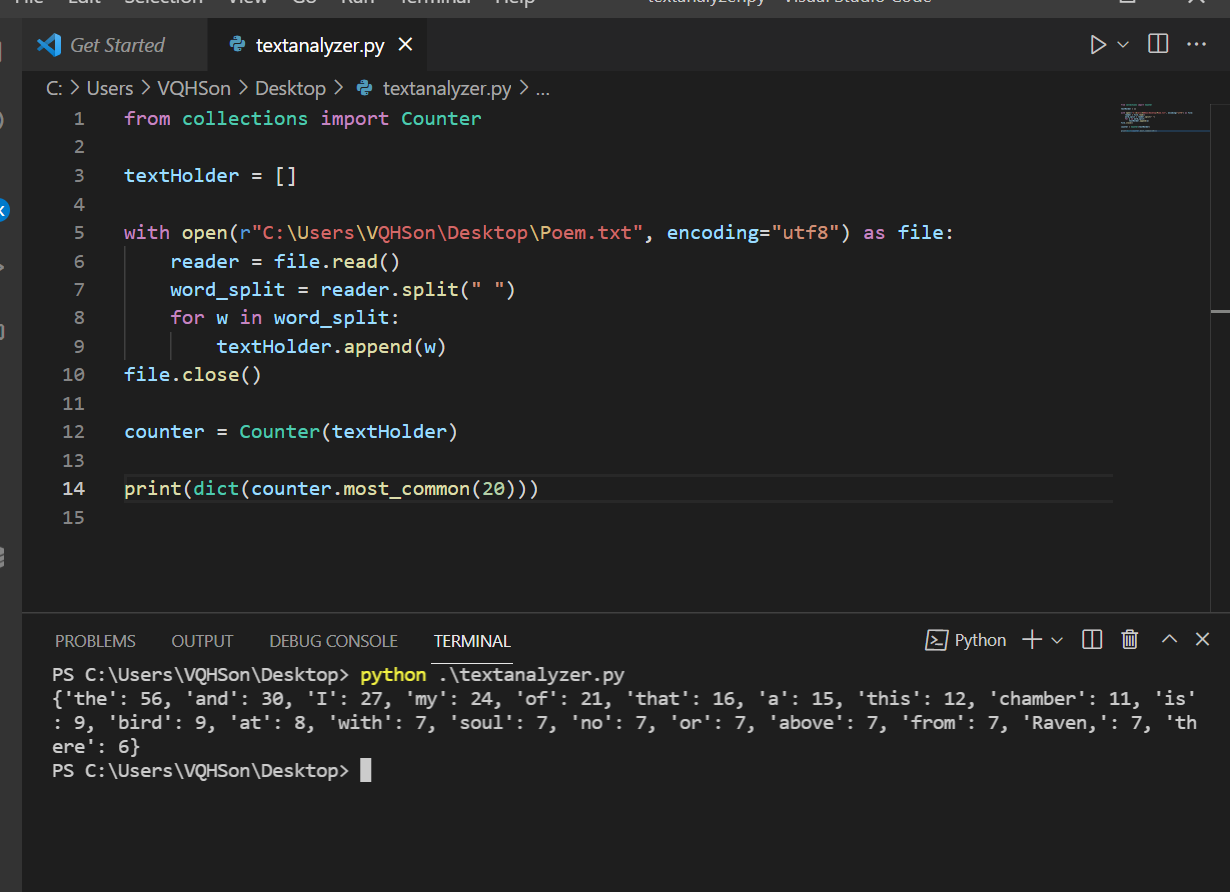 File Edit Selection View Go Run Terminal Help textanalyzer.py - Visual Studio Code
Get Started textanalyzer.py
C: > Users > VQHSon > Desktop > textanalyzer.py > ...
1 from collections import Counter
2
3 textHolder = []
4
5 with open(r"C:\Users\VQHSon\Desktop\Poem.txt", encoding="utf8") as file:
6     reader = file.read()
7     word_split = reader.split(" ")
8     for w in word_split:
9         textHolder.append(w)
10 file.close()
11
12 counter = Counter(textHolder)
13
14 print(dict(counter.most_common(20)))
15
PROBLEMS OUTPUT DEBUG CONSOLE TERMINAL Python
PS C:\Users\VQHSon\Desktop> python .\textanalyzer.py
{'the': 56, 'and': 30, 'I': 27, 'my': 24, 'of': 21, 'that': 16, 'a': 15, 'this': 12, 'chamber': 11, 'is'
: 9, 'bird': 9, 'at': 8, 'with': 7, 'soul': 7, 'no': 7, 'or': 7, 'above': 7, 'from': 7, 'Raven,': 7, 'th
ere': 6}
PS C:\Users\VQHSon\Desktop>